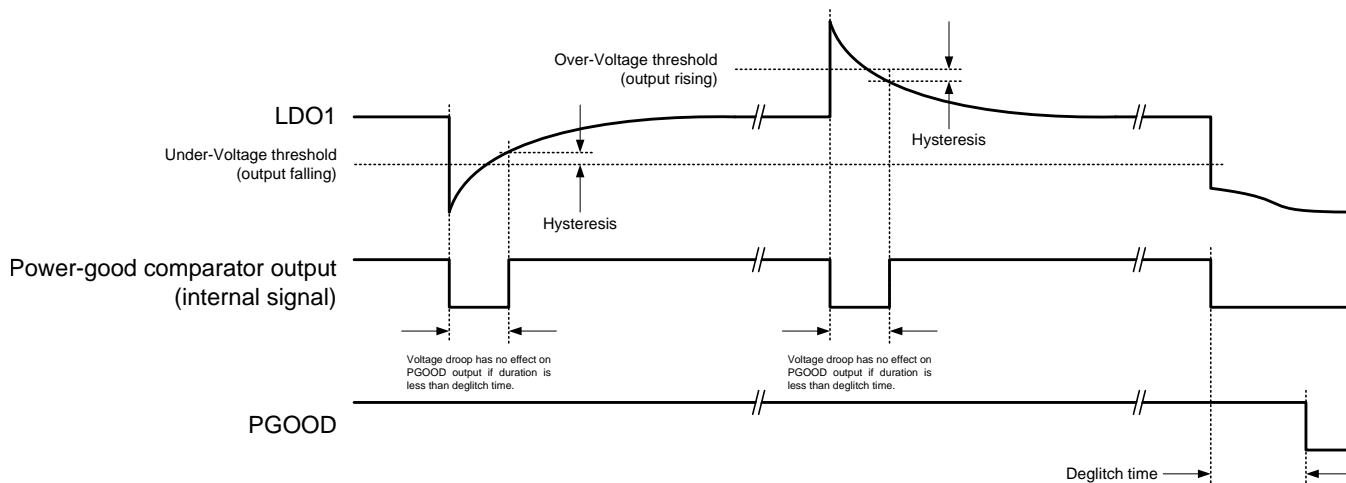 Over-Voltage threshold
(output rising)
LDO1
Hysteresis
Under-Voltage threshold
(output falling)
Hysteresis
Power-good comparator output
(internal signal)
Voltage droop has no effect on
PGOOD output if duration is
less than deglitch time.
Voltage droop has no effect on
PGOOD output if duration is
less than deglitch time.
PGOOD
Deglitch time